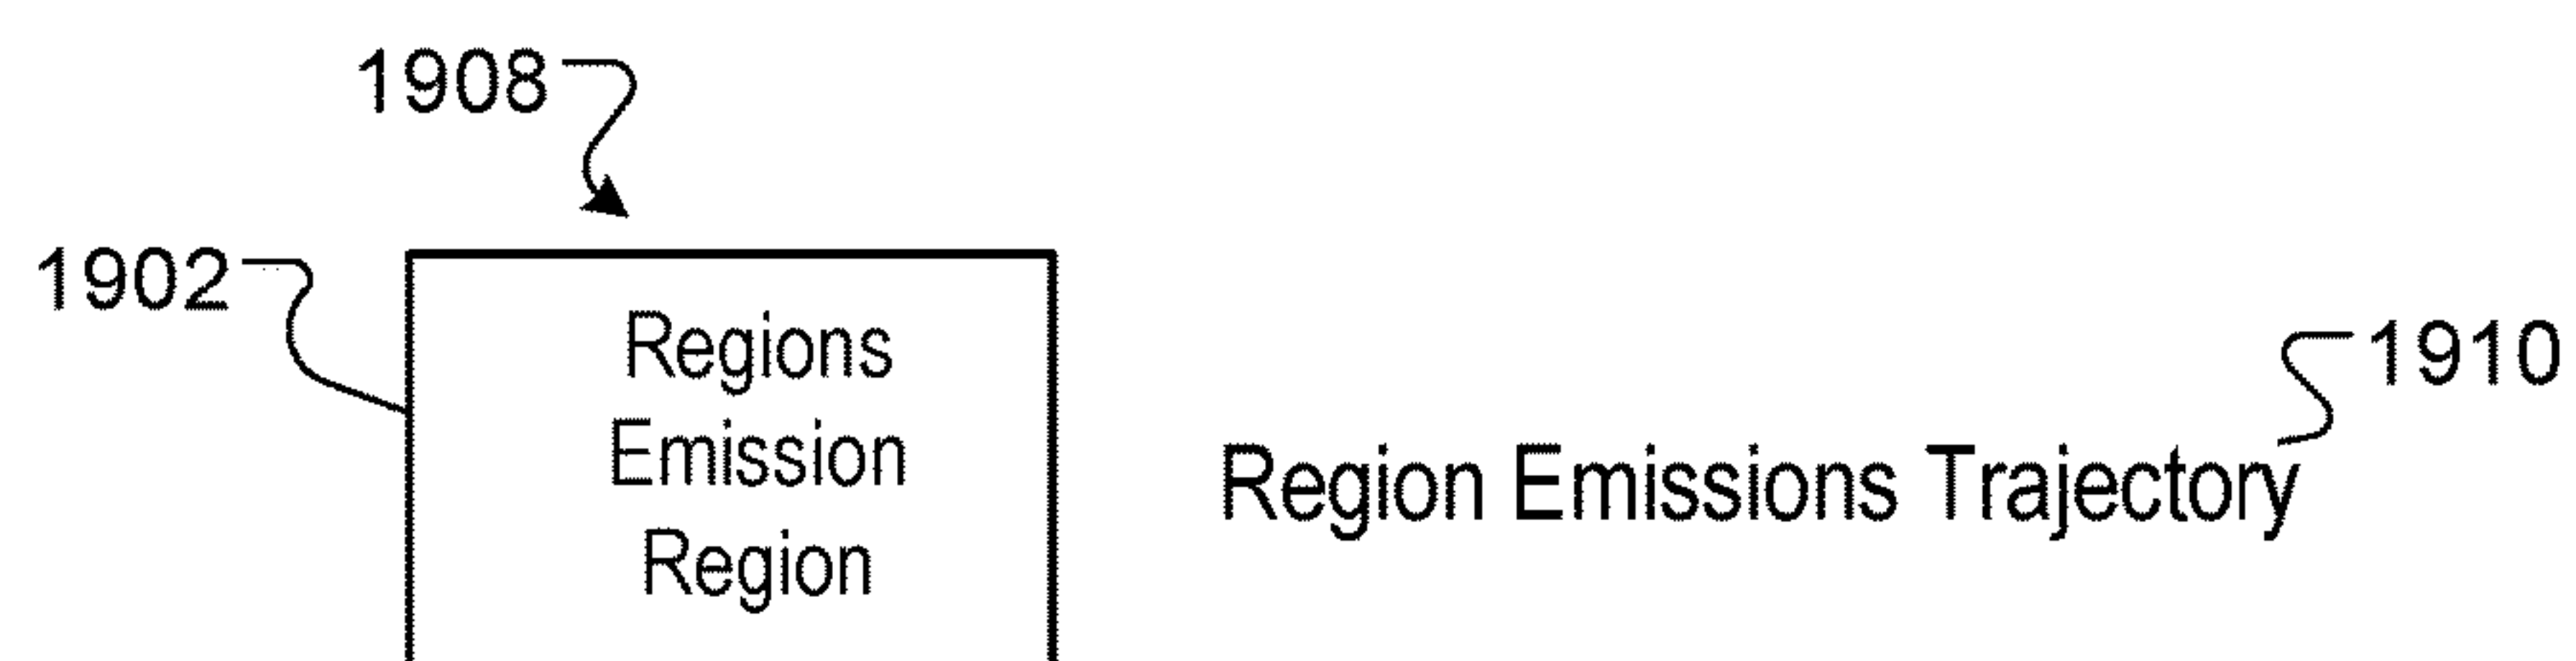 1908
1902
Regions
Emission
Region
1910
Region Emissions Trajectory